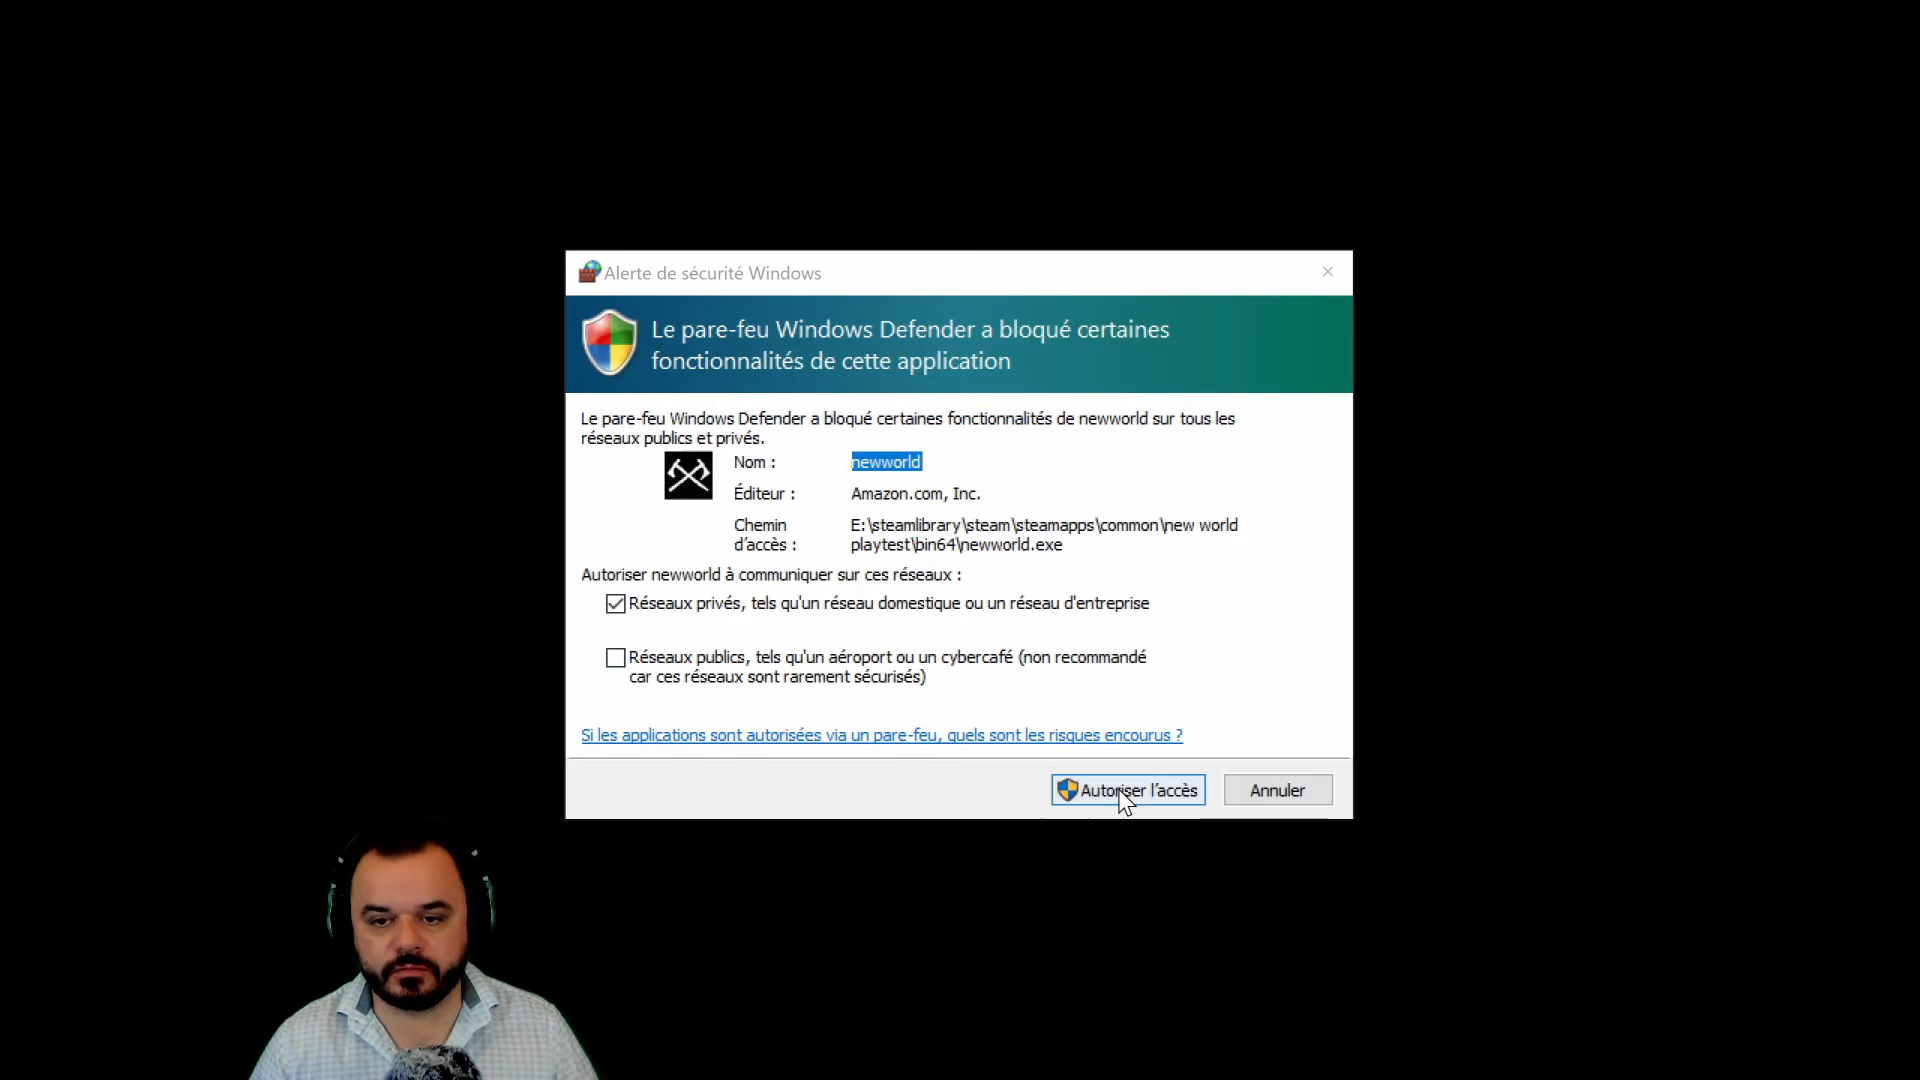 Alerte de sécurité Windows
Le pare-feu Windows Defender a bloqué certaines
fonctionnalités de cette application
Le pare-feu Windows Defender a bloqué certaines fonctionnalités de newworld sur tous les
réseaux publics et privés.
Nom : newworld
Éditeur : Amazon.com, Inc.
Chemin E:\steamlibrary\steam\steamapps\common\new world
d'accès : playtest\bin64\newworld.exe
Autoriser newworld à communiquer sur ces réseaux :
Réseaux privés, tels qu'un réseau domestique ou un réseau d'entreprise
Réseaux publics, tels qu'un aéroport ou un cybercafé (non recommandé
car ces réseaux sont rarement sécurisés)
Si les applications sont autorisées via un pare-feu, quels sont les risques encourus ?
Autoriser l'accès Annuler